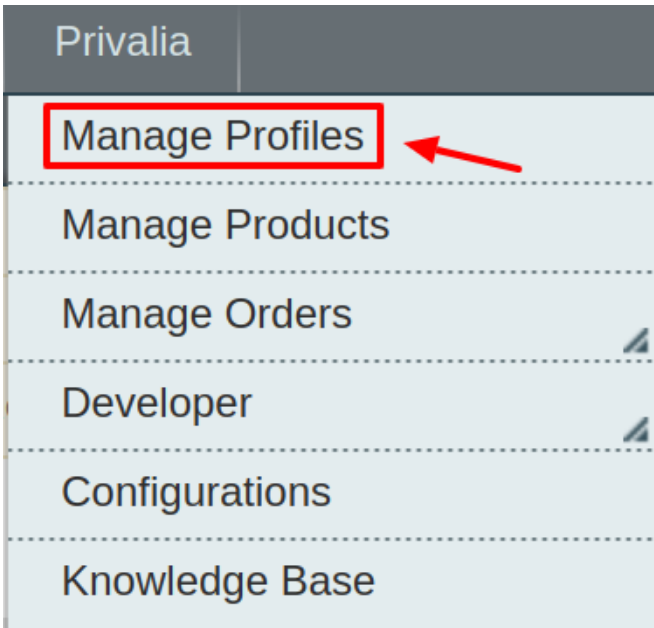 Privalia
Manage Profiles
Manage Products
Manage Orders
Developer
Configurations
Knowledge Base